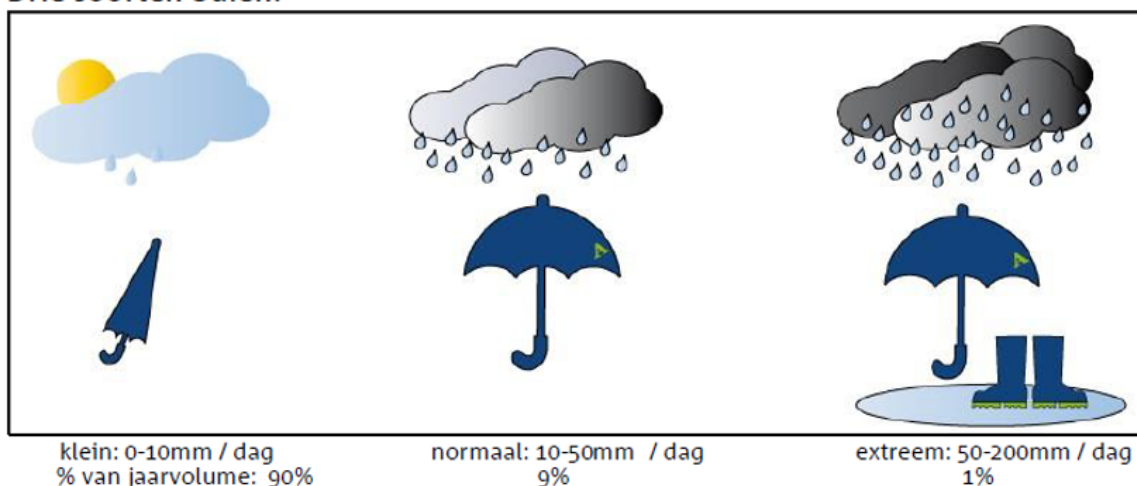 klein: 0-10mm / dag
% van jaarvolume: 90%
normaal: 10-50mm / dag
9%
extreem: 50-200mm / dag
1%